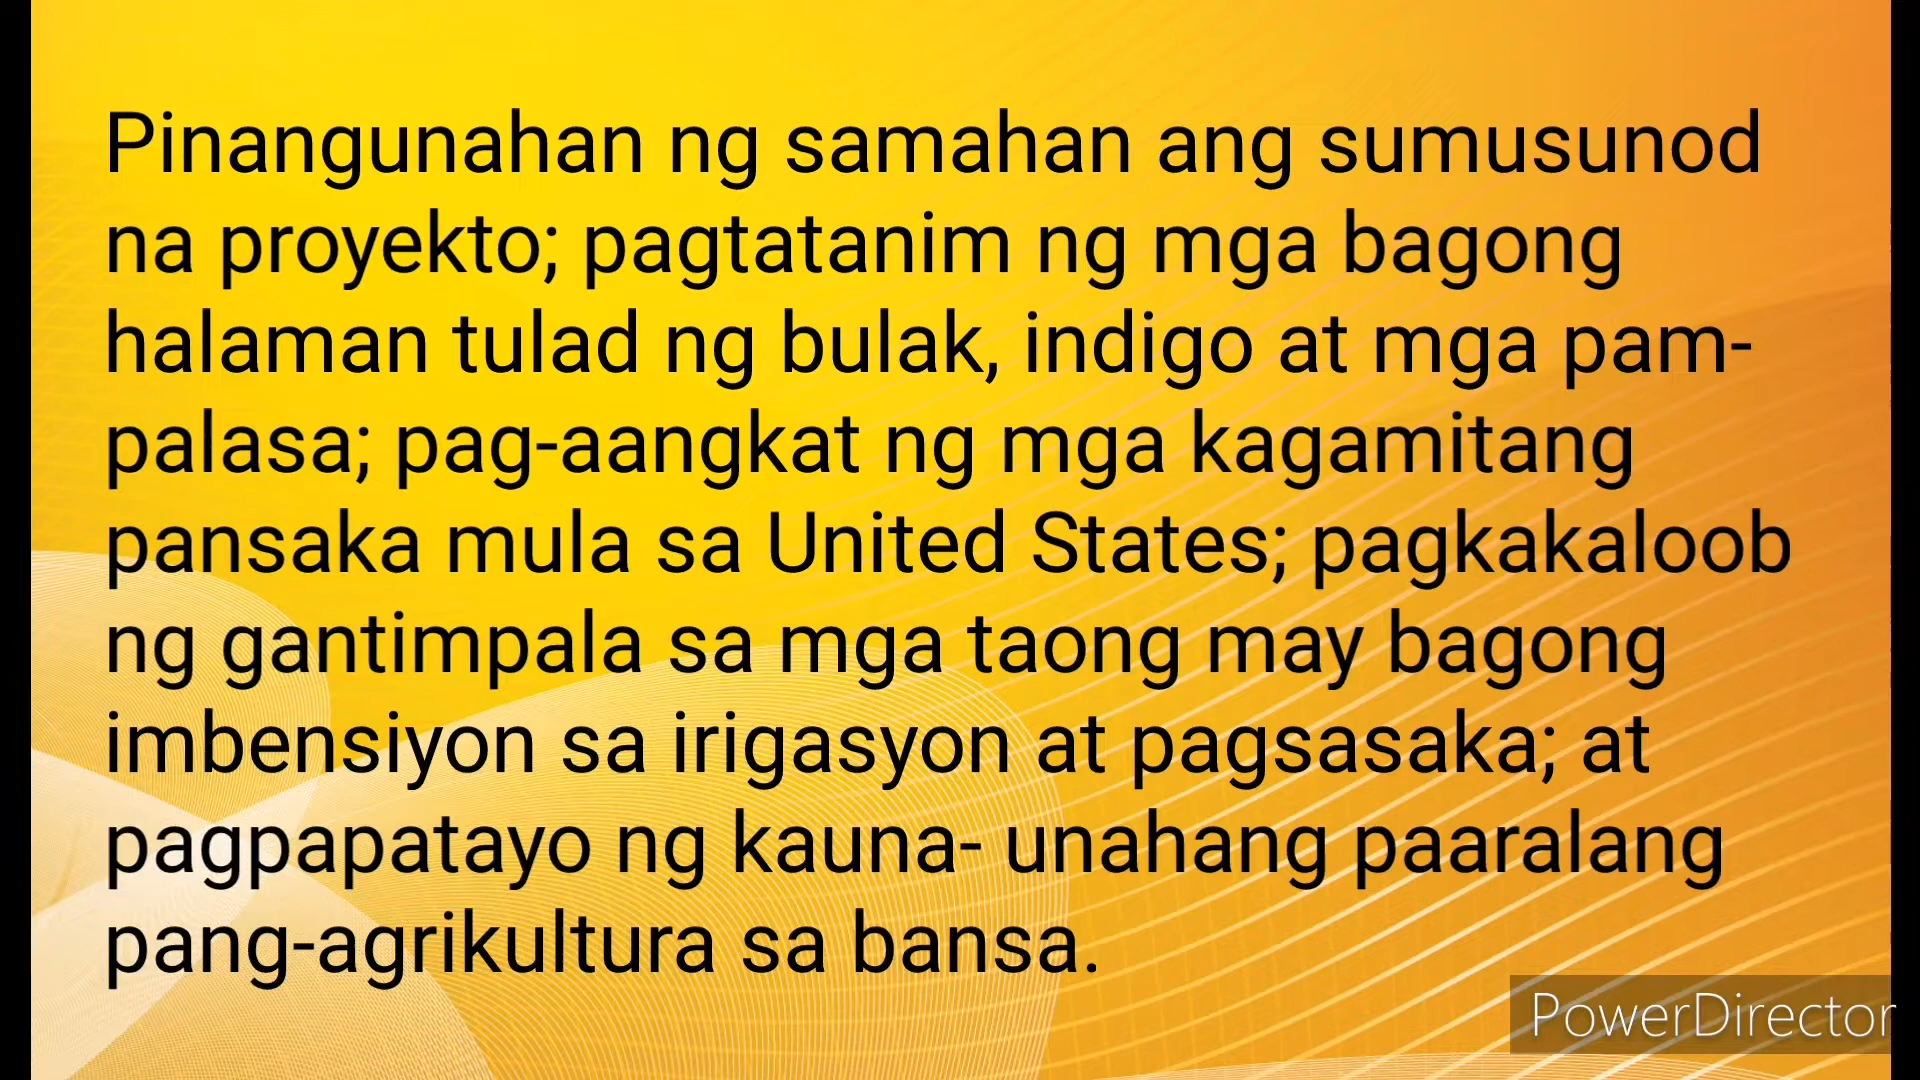 Pinangunahan ng samahan ang sumusunod
na proyekto; pagtatanim ng mga bagong
halaman tulad ng bulak, indigo at mga pam-
palasa; pag-aangkat ng mga kagamitang
pansaka mula sa United States; pagkakaloob
ng gantimpala sa mga taong may bagong
imbensiyon sa irigasyon at pagsasaka; at
pagpapatayo ng kauna- unahang paaralang
pang-agrikultura sa bansa.
PowerDirector